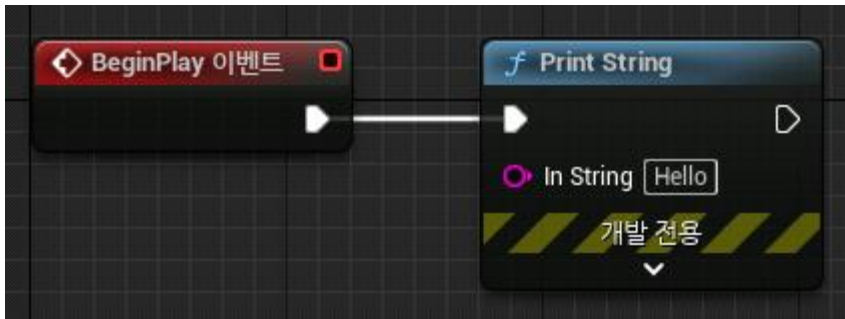 BeginPlay 이벤트
Print String
In String Hello
개발 전용